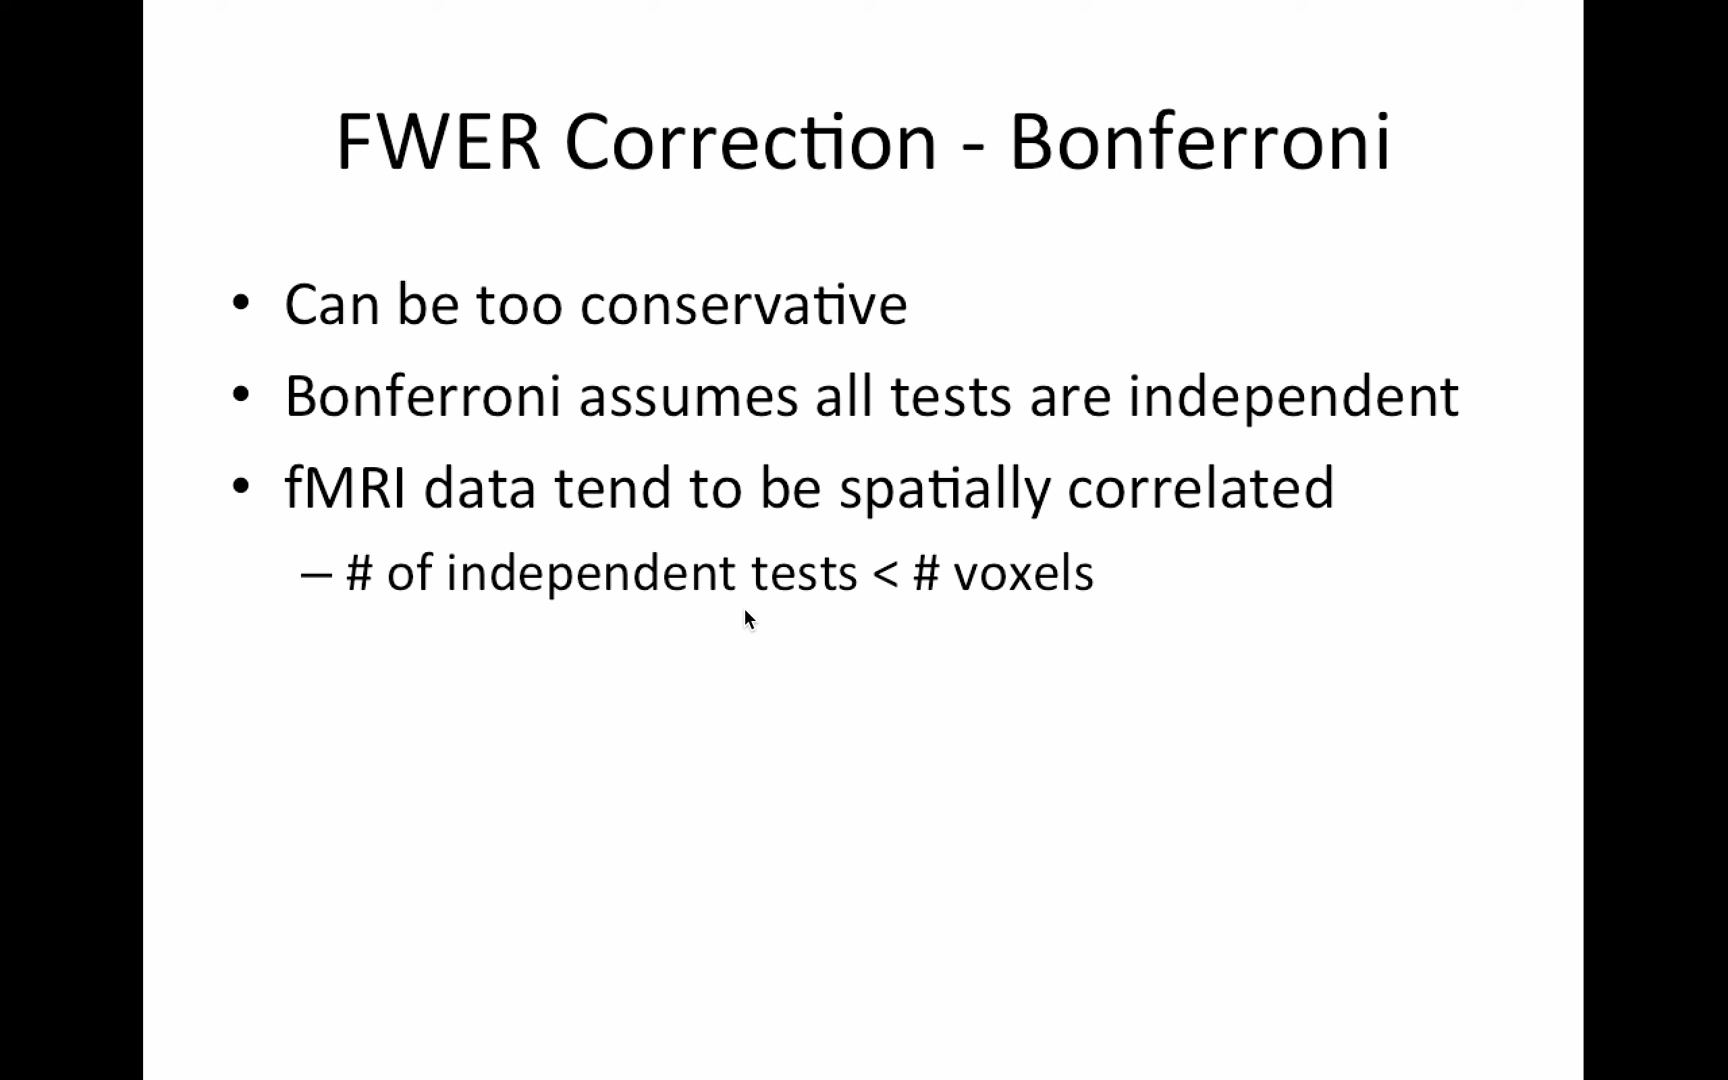 FWER Correction - Bonferroni
• Can be too conservative
• Bonferroni assumes all tests are independent
• fMRI data tend to be spatially correlated
– # of independent tests < # voxels